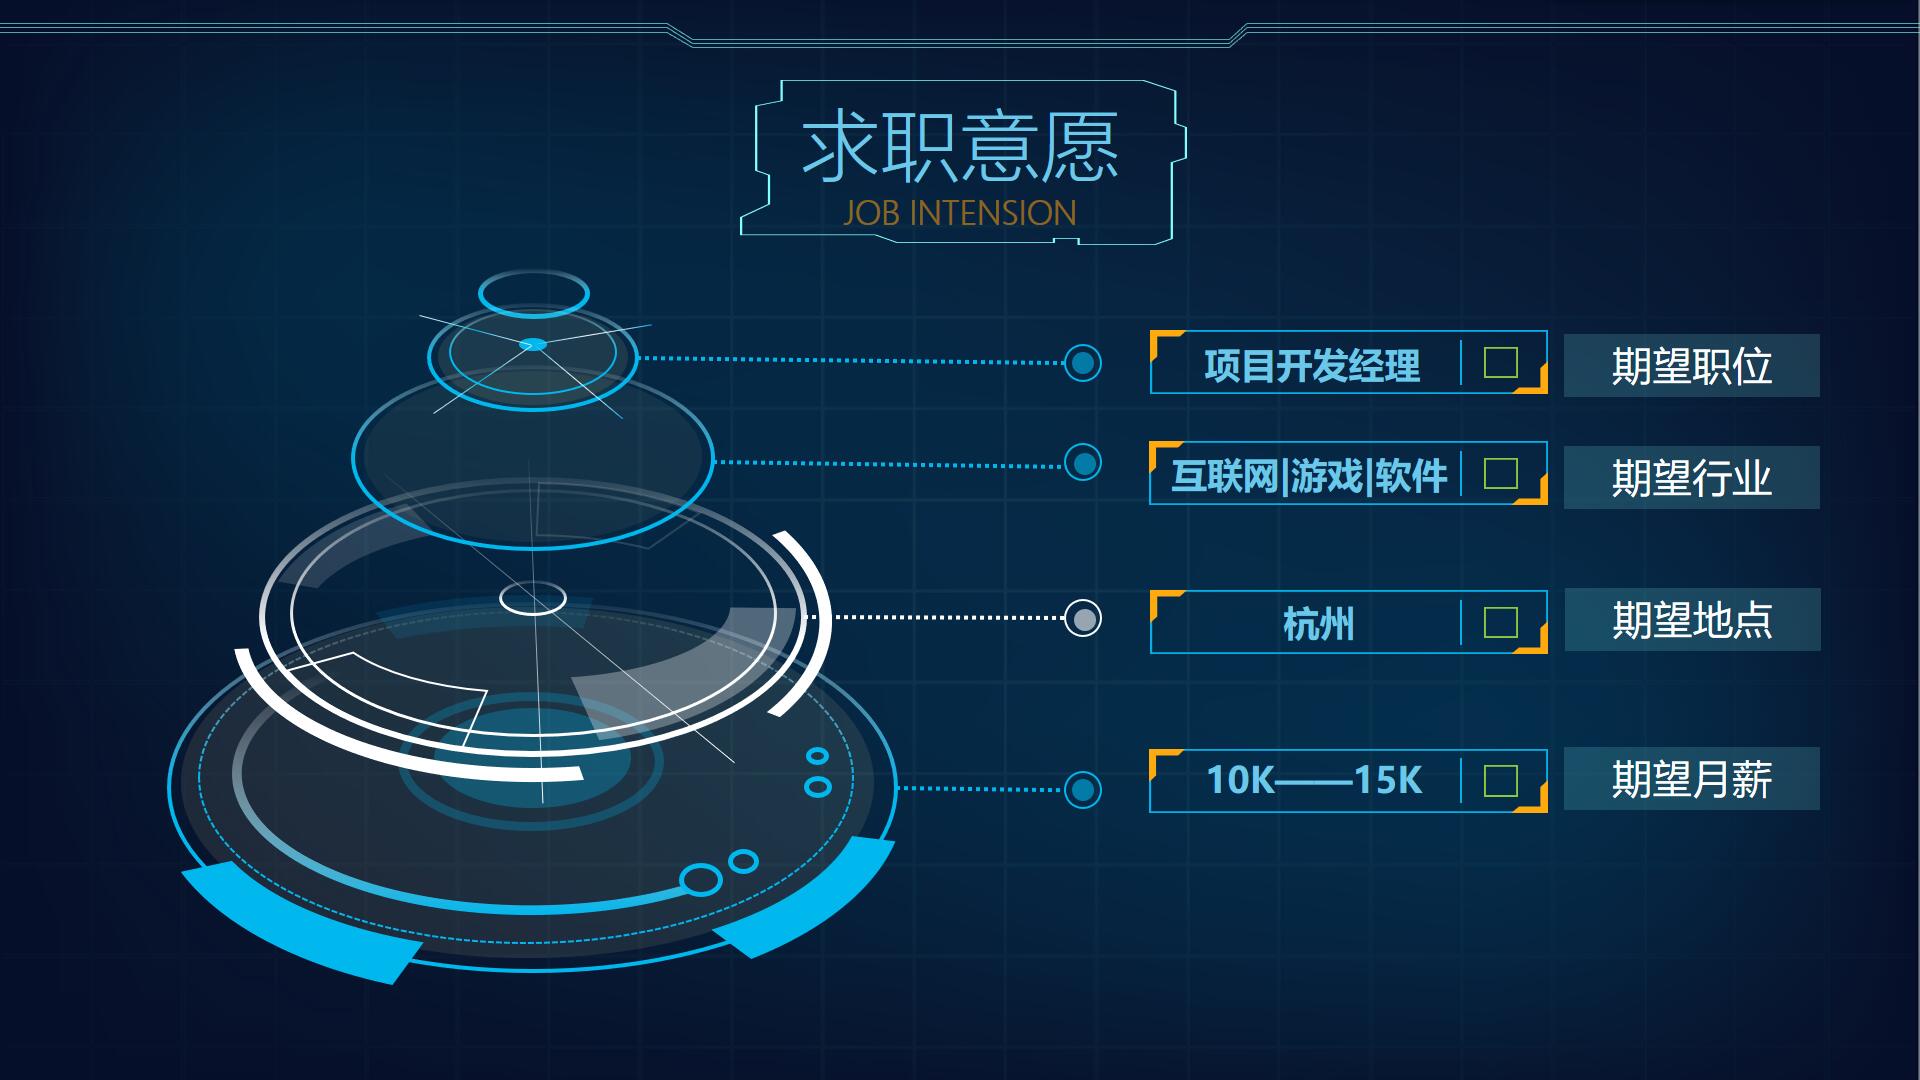 求职意愿
JOB INTENSION
项目开发经理 期望职位
互联网|游戏|软件 期望行业
杭州 期望地点
10K——15K 期望月薪